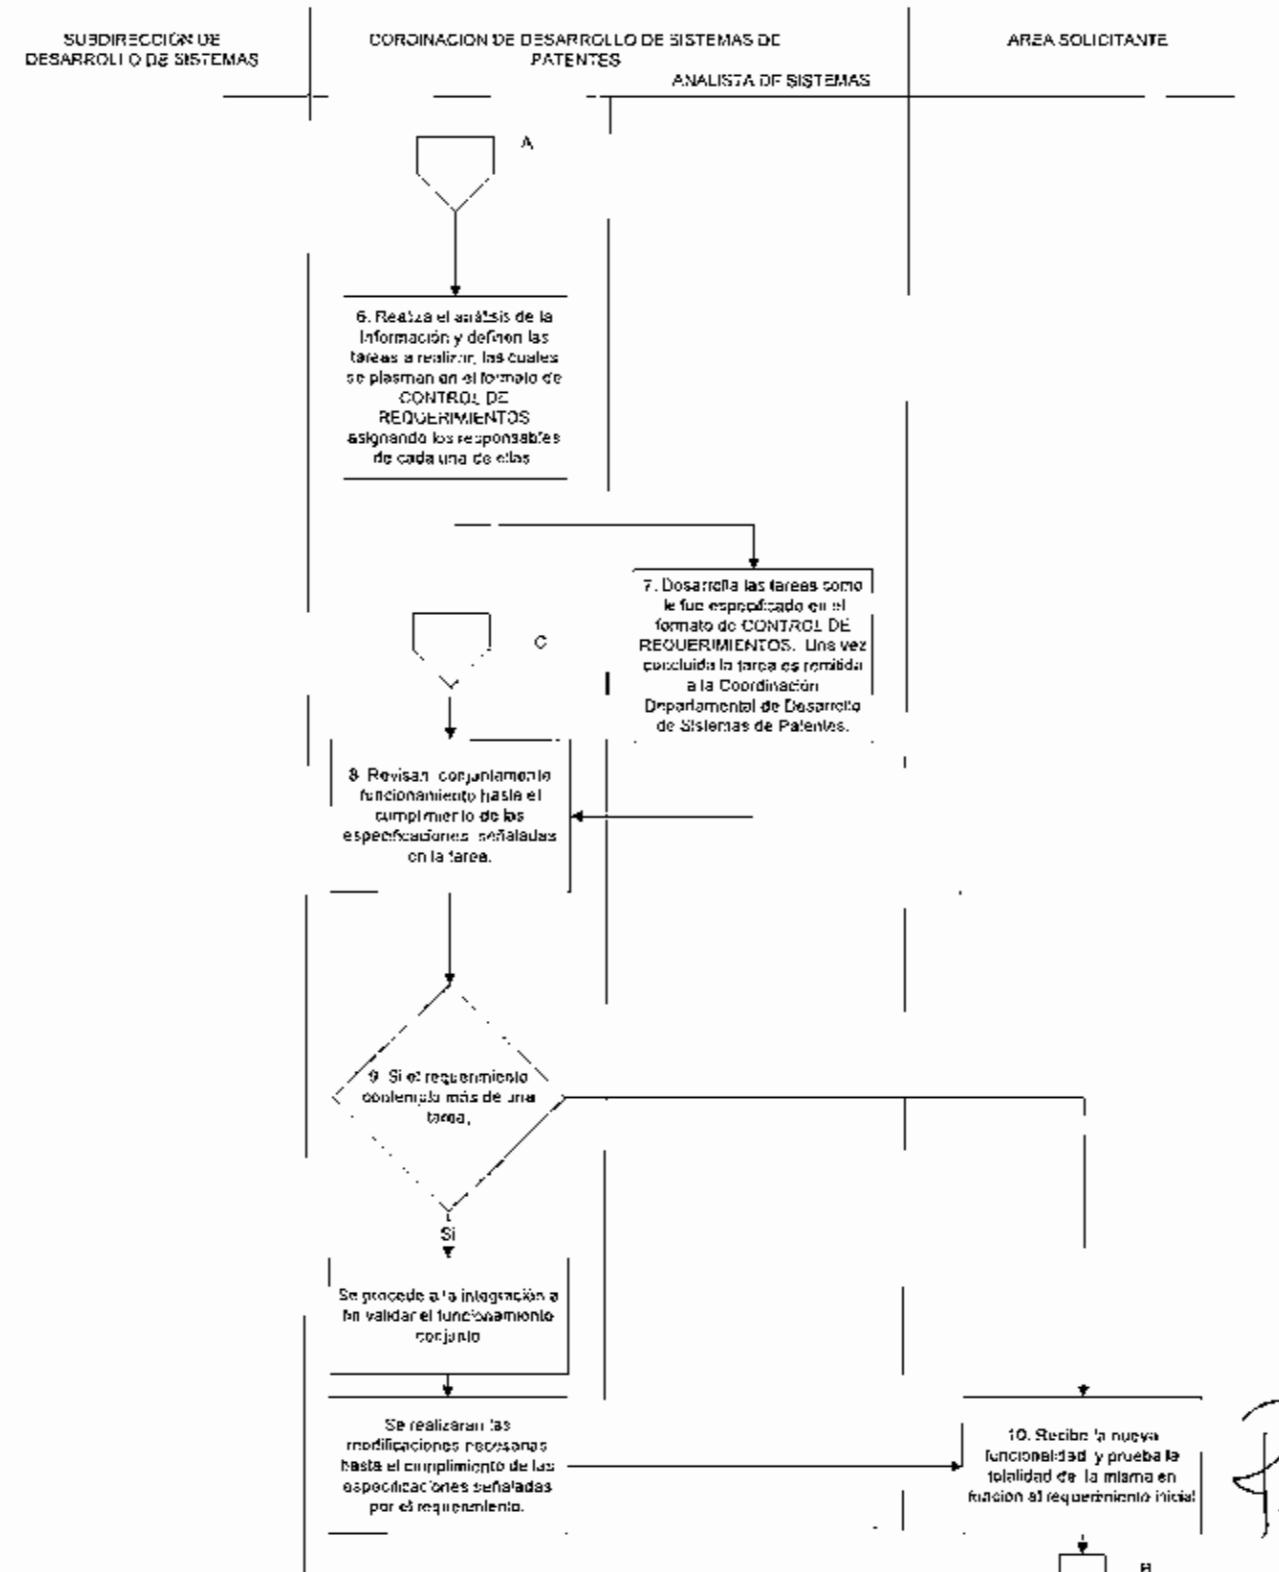 SUBDIRECCIÓN DE
DESARROLLO DE SISTEMAS
CORDINACION DE DESARROLLO DE SISTEMAS DE
PATENTES
ANALISTA DE SISTEMAS
AREA SOLICITANTE
A
6. Realiza el análisis de la
información y definen las
tareas a realizar, las cuales
se plasman en el formato de
CONTROL DE
REQUERIMIENTOS
asignando los responsables
de cada una de ellas
7. Desarrolla las tareas como
le fue especificado en el
formato de CONTROL DE
REQUERIMIENTOS. Una vez
concluida la tarea es remitida
a la Coordinación
Departamental de Desarrollo
de Sistemas de Patentes.
C
8. Revisan conjuntamente
funcionamiento hasta el
cumplimiento de las
especificaciones señaladas
en la tarea.
9. Si el requerimiento
contempla más de una
tarea,
Si
Se procede a la integración a
fin validar el funcionamiento
conjunto
Se realizaran las
modificaciones necesarias
hasta el cumplimiento de las
especificaciones señaladas
por el requerimiento.
10. Recibe la nueva
funcionalidad y prueba la
totalidad de la misma en
función al requerimiento inicial